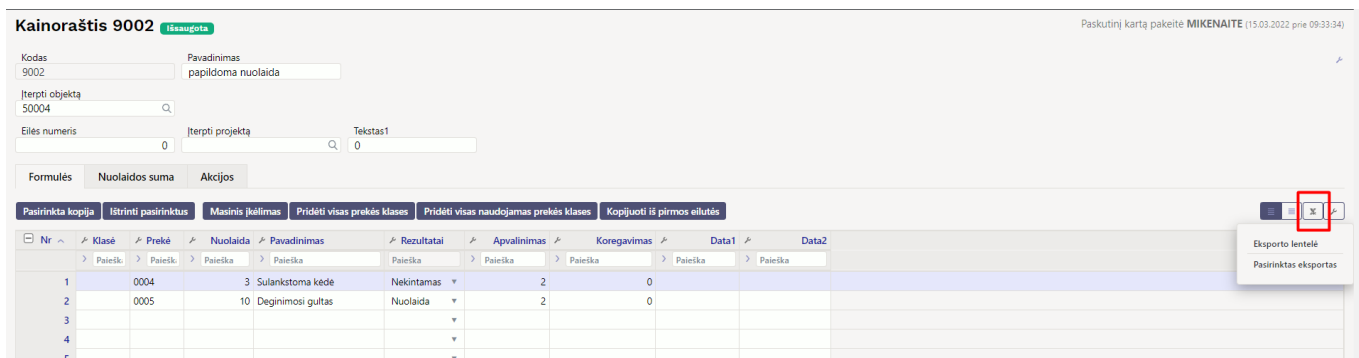 Kainoraštis 9002 Išsaugota Paskutinį kartą pakeitė MIKENAITE (15.03.2022 prie 09:33:34)
Kodas Pavadinimas
9002 papildoma nuolaida
Įterpti objektą
50004
Eilės numeris Įterpti projektą Tekstas1
0 0
Formulės Nuolaidos suma Akcijos
Pasirinkta kopija Ištrinti pasirinktus Masinis įkėlimas Pridėti visas prekės klases Pridėti visas naudojamas prekės klases Kopijuoti iš pirmos eilutės
Nr Klasė Prekė Nuolaida Pavadinimas Rezultatai Apvalinimas Koregavimas Data1 Data2
Paiešk Paiešk Paieška Paieška Paieška Paieška Paieška Paieška Paieška
Eksporto lentelė
Pasirinktas eksportas
1 0004 3 Sulankstoma kėdė Nekintamas 2 0
2 0005 10 Deginimosi gultas Nuolaida 2 0
3
4